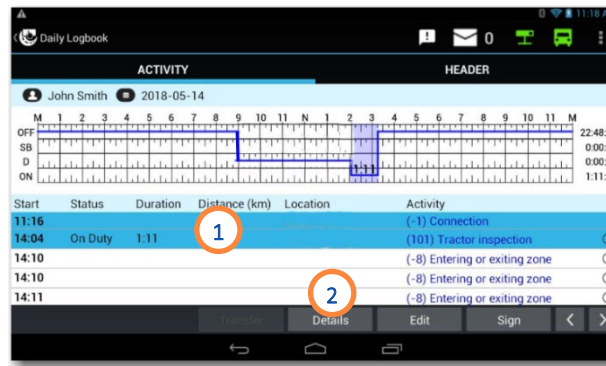 11:18 A
Daily Logbook 0
ACTIVITY HEADER
John Smith 2018-05-14
M 1 2 3 4 5 6 7 8 9 10 11 N 1 2 3 4 5 6 7 8 9 10 11 M
OFF 22:48:
SB 0:00:
D 0:00:
ON 1:11 1:11:
Start Status Duration Distance (km) Location Activity
11:16 (-1) Connection
14:04 On Duty 1:11 (101) Tractor inspection
1
14:10 (-8) Entering or exiting zone
14:10 (-8) Entering or exiting zone
14:11 (-8) Entering or exiting zone
2
Transfer Details Edit Sign < >